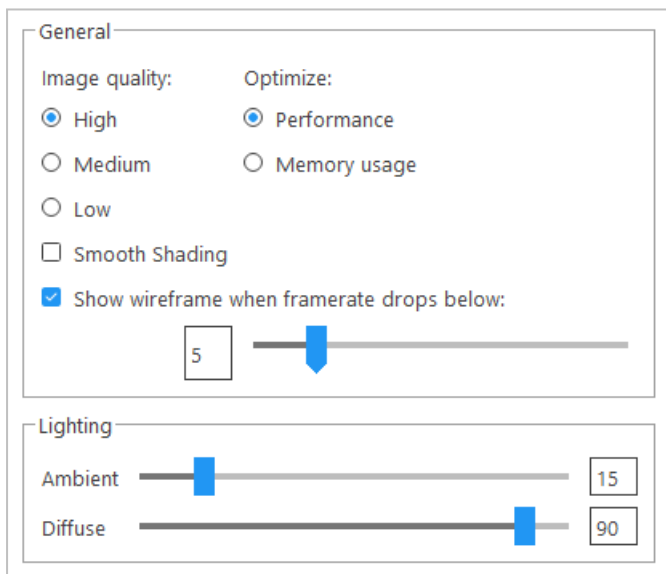 General
Image quality: Optimize:
High Performance
Medium Memory usage
Low
Smooth Shading
Show wireframe when framerate drops below:
5
Lighting
Ambient 15
Diffuse 90